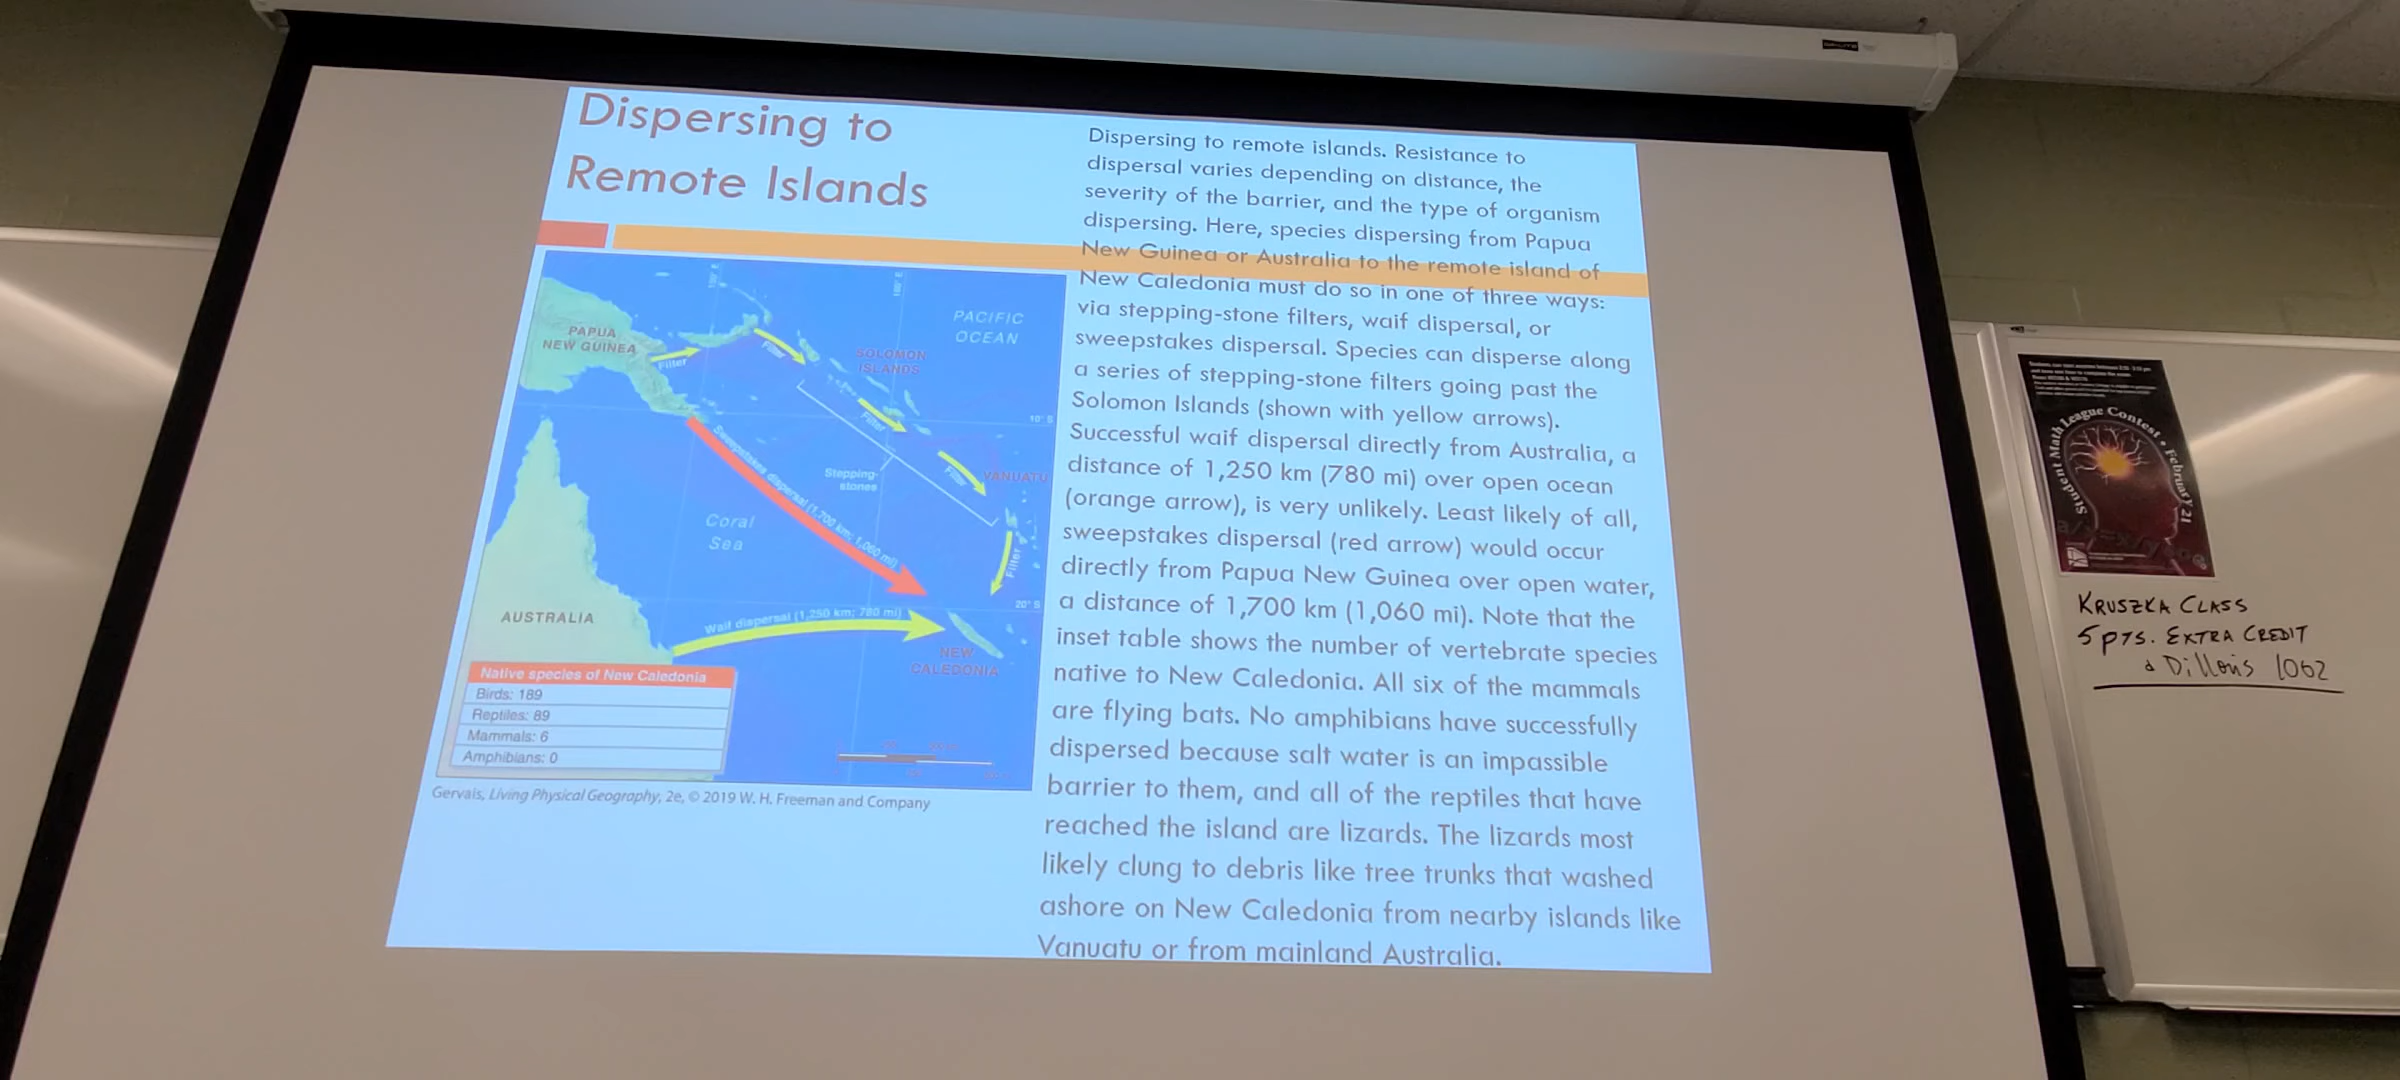 Dispersing to
Remote Islands
Dispersing to remote islands. Resistance to
dispersal varies depending on distance, the
severity of the barrier, and the type of organism
dispersing. Here, species dispersing from Papua
New Guinea or Australia to the remote island of
New Caledonia must do so in one of three ways:
via stepping-stone filters, waif dispersal, or
sweepstakes dispersal. Species can disperse along
a series of stepping-stone filters going past the
Solomon Islands (shown with yellow arrows).
Successful waif dispersal directly from Australia, a
distance of 1,250 km (780 mi) over open ocean
(orange arrow), is very unlikely. Least likely of all,
sweepstakes dispersal (red arrow) would occur
directly from Papua New Guinea over open water,
a distance of 1,700 km (1,060 mi). Note that the
inset table shows the number of vertebrate species
native to New Caledonia. All six of the mammals
are flying bats. No amphibians have successfully
dispersed because salt water is an impassible
barrier to them, and all of the reptiles that have
reached the island are lizards. The lizards most
likely clung to debris like tree trunks that washed
ashore on New Caledonia from nearby islands like
Vanuatu or from mainland Australia.
PACIFIC
OCEAN
PAPUA
NEW GUINEA
Filter
Filter
SOLOMON
ISLANDS
Filter
10° S
Sweepstakes dispersal (1,700 km; 1,060 mi)
Stepping-
stones
Filter
VANUATU
Coral
Sea
Filter
20° S
AUSTRALIA
Waif dispersal (1,250 km; 780 mi)
NEW
CALEDONIA
Native species of New Caledonia
Birds: 189
Reptiles: 89
Mammals: 6
Amphibians: 0
Gervais, Living Physical Geography, 2e, © 2019 W. H. Freeman and Company
Student Math League Contest • February 21
KRUSZKA CLASS
5 PTS. EXTRA CREDIT
Dillon's 1062